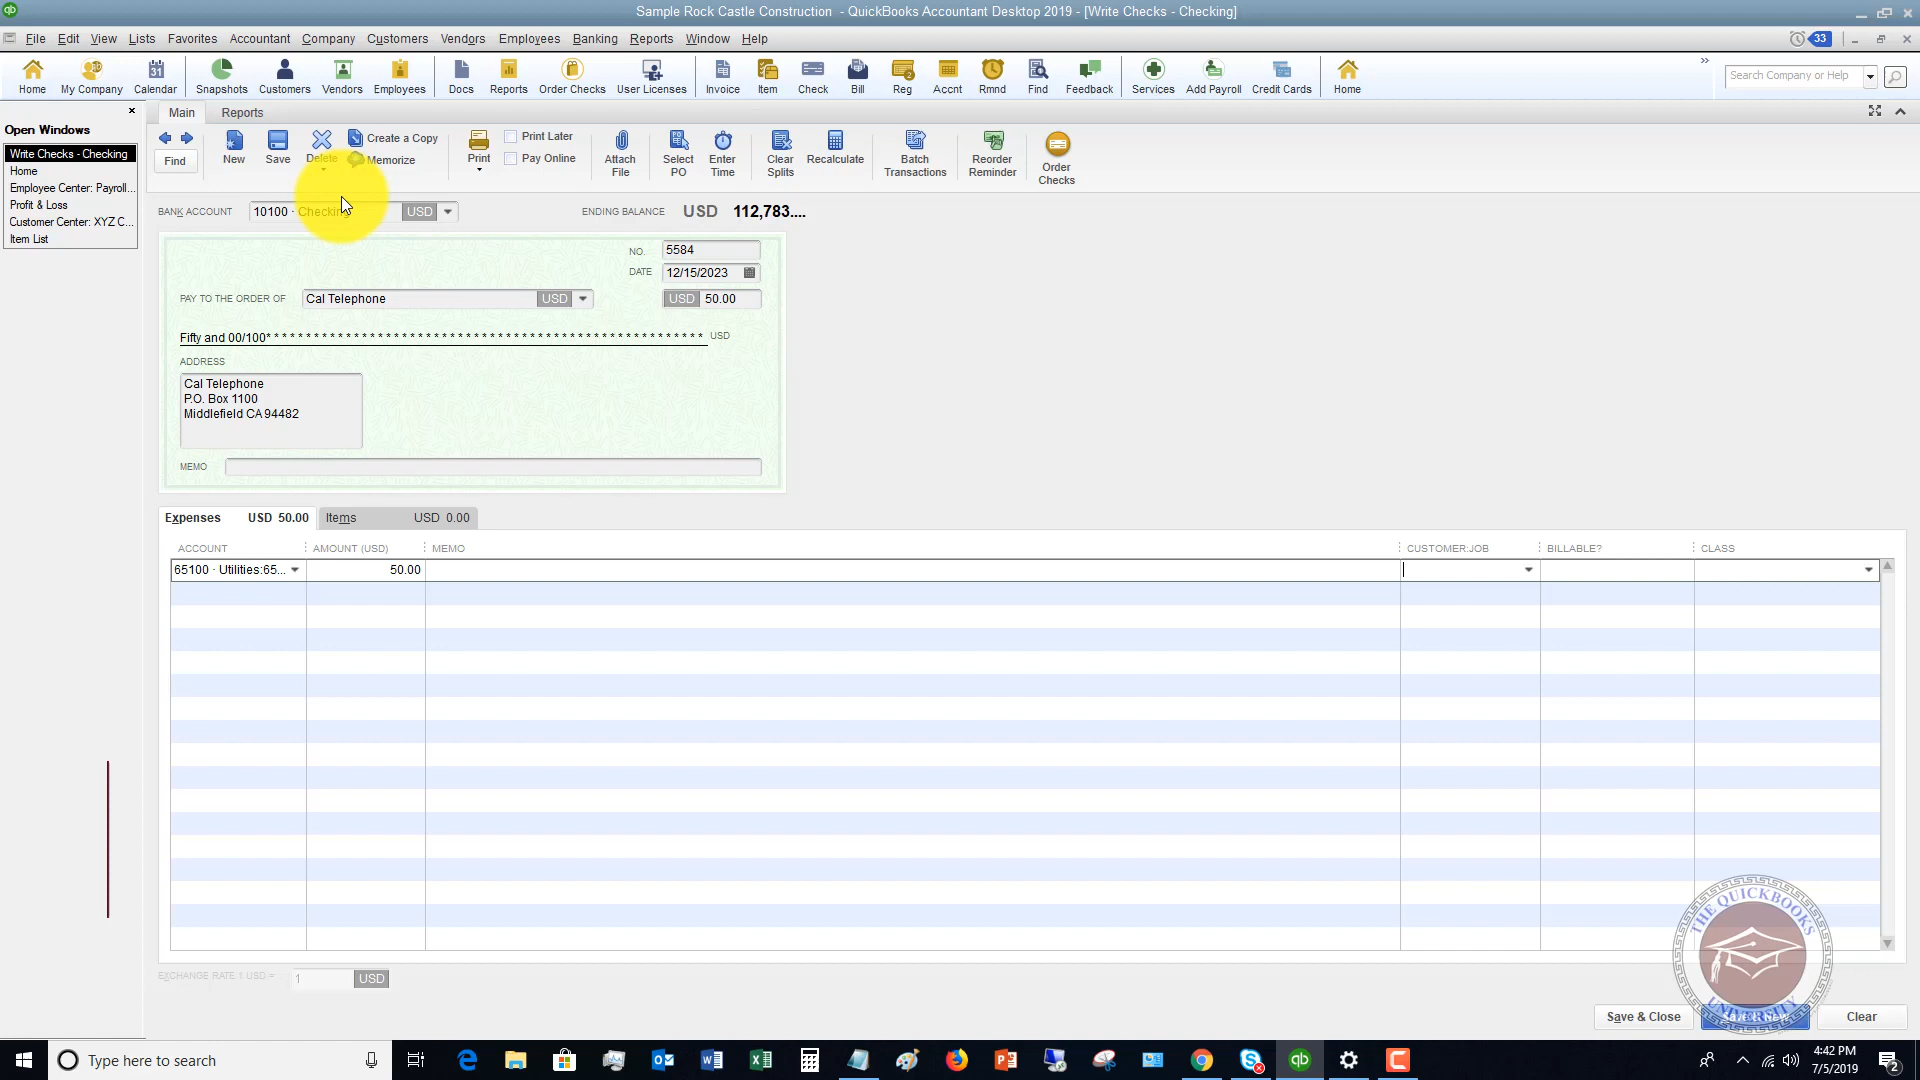 Sample Rock Castle Construction - QuickBooks Accountant Desktop 2019 - [Write Checks - Checking]
File Edit View Lists Favorites Accountant Company Customers Vendors Employees Banking Reports Window Help 33
Home My Company Calendar Snapshots Customers Vendors Employees Docs Reports Order Checks User Licenses Invoice Item Check Bill Reg Accnt Rmnd Find Feedback Services Add Payroll Credit Cards Home Search Company or Help
Main Reports
Open Windows
Write Checks - Checking
Home
Employee Center: Payroll...
Profit & Loss
Customer Center: XYZ C...
Item List
Find New Save Delete Create a Copy Memorize Print Print Later Pay Online Attach File Select PO Enter Time Clear Splits Recalculate Batch Transactions Reorder Reminder Order Checks
BANK ACCOUNT 10100 · Checking USD ENDING BALANCE USD 112,783....
NO. 5584
DATE 12/15/2023
PAY TO THE ORDER OF Cal Telephone USD USD 50.00
Fifty and 00/100* * * * * * * * * * * * * * * * * * * * * * * * * * * * * * * * * * * * * * * * * * * * * * * * * * * * * USD
ADDRESS
Cal Telephone
P.O. Box 1100
Middlefield CA 94482
MEMO
Expenses USD 50.00 Items USD 0.00
ACCOUNT AMOUNT (USD) MEMO CUSTOMER:JOB BILLABLE? CLASS
65100 · Utilities:65... 50.00
EXCHANGE RATE 1 USD = 1 USD
THE QUICKBOOKS UNIVERSITY
Save & Close Clear
Type here to search
4:42 PM
7/5/2019
2